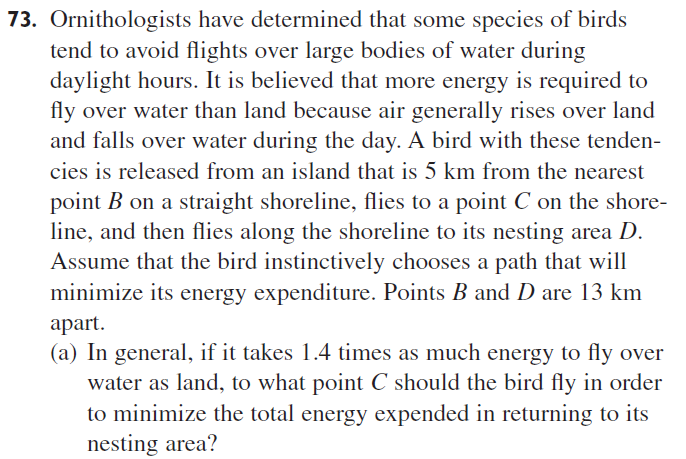 73. Ornithologists have determined that some species of birds
tend to avoid flights over large bodies of water during
daylight hours. It is believed that more energy is required to
fly over water than land because air generally rises over land
and falls over water during the day. A bird with these tenden-
cies is released from an island that is 5 km from the nearest
point B on a straight shoreline, flies to a point C on the shore-
line, and then flies along the shoreline to its nesting area D.
Assume that the bird instinctively chooses a path that will
minimize its energy expenditure. Points B and D are 13 km
apart.
(a) In general, if it takes 1.4 times as much energy to fly over
water as land, to what point C should the bird fly in order
to minimize the total energy expended in returning to its
nesting area?